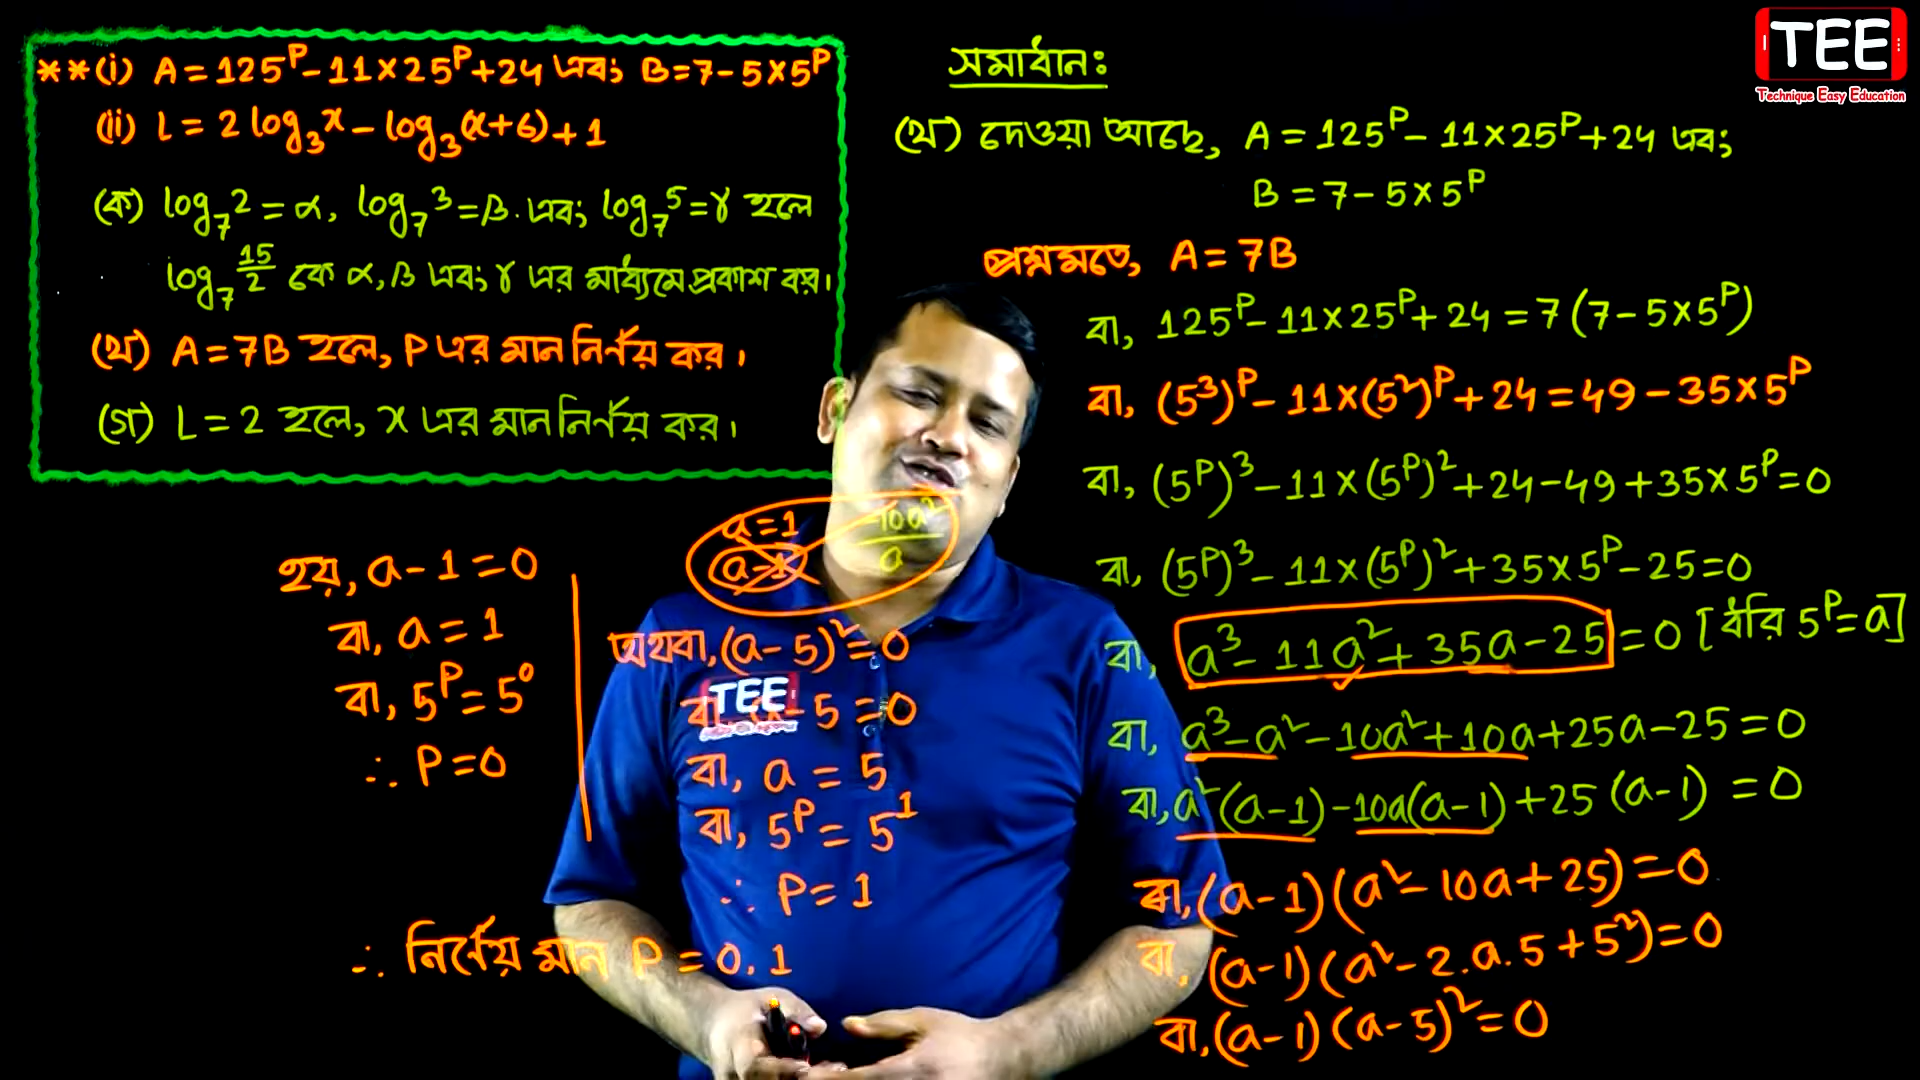 **(i) A = 125^P - 11×25^P + 24 এবং B = 7 - 5×5^P
(ii) L = 2 log₃x - log₃(x+6) + 1
(ক) log₇2 = α, log₇3 = β এবং log₇5 = γ হলে
log₇ 15/2 কে α, β এবং γ এর মাধ্যমে প্রকাশ কর।
(খ) A = 7B হলে, P এর মান নির্ণয় কর।
(গ) L = 2 হলে, x এর মান নির্ণয় কর।
TEE
Technique Easy Education
সমাধানঃ
(খ) দেওয়া আছে, A = 125^P - 11×25^P + 24 এবং
B = 7 - 5×5^P
প্রশ্নমতে, A = 7B
বা, 125^P - 11×25^P + 24 = 7(7 - 5×5^P)
বা, (5³)^P - 11×(5²)^P + 24 = 49 - 35×5^P
বা, (5^P)³ - 11×(5^P)² + 24 - 49 + 35×5^P = 0
বা, (5^P)³ - 11×(5^P)² + 35×5^P - 25 = 0
বা, a³ - 11a² + 35a - 25 = 0 [ধরি 5^P = a]
বা, a³ - a² - 10a² + 10a + 25a - 25 = 0
বা, a²(a-1) - 10a(a-1) + 25(a-1) = 0
বা, (a-1)(a² - 10a + 25) = 0
বা, (a-1)(a² - 2.a.5 + 5²) = 0
বা, (a-1)(a-5)² = 0
a = 1
(a-1)
-10a²/a
হয়, a - 1 = 0
বা, a = 1
বা, 5^P = 5⁰
∴ P = 0
অথবা, (a-5)² = 0
বা, - 5 = 0
TEE
বা, a = 5
বা, 5^P = 5¹
∴ P = 1
∴ নির্ণেয় মান P = 0, 1